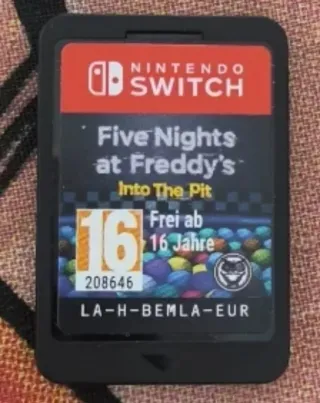 NINTENDO
SWITCH
Five Nights
at Freddy's
Into The Pit
16
Frei ab
16 Jahre
208646
LA-H-BEMLA-EUR